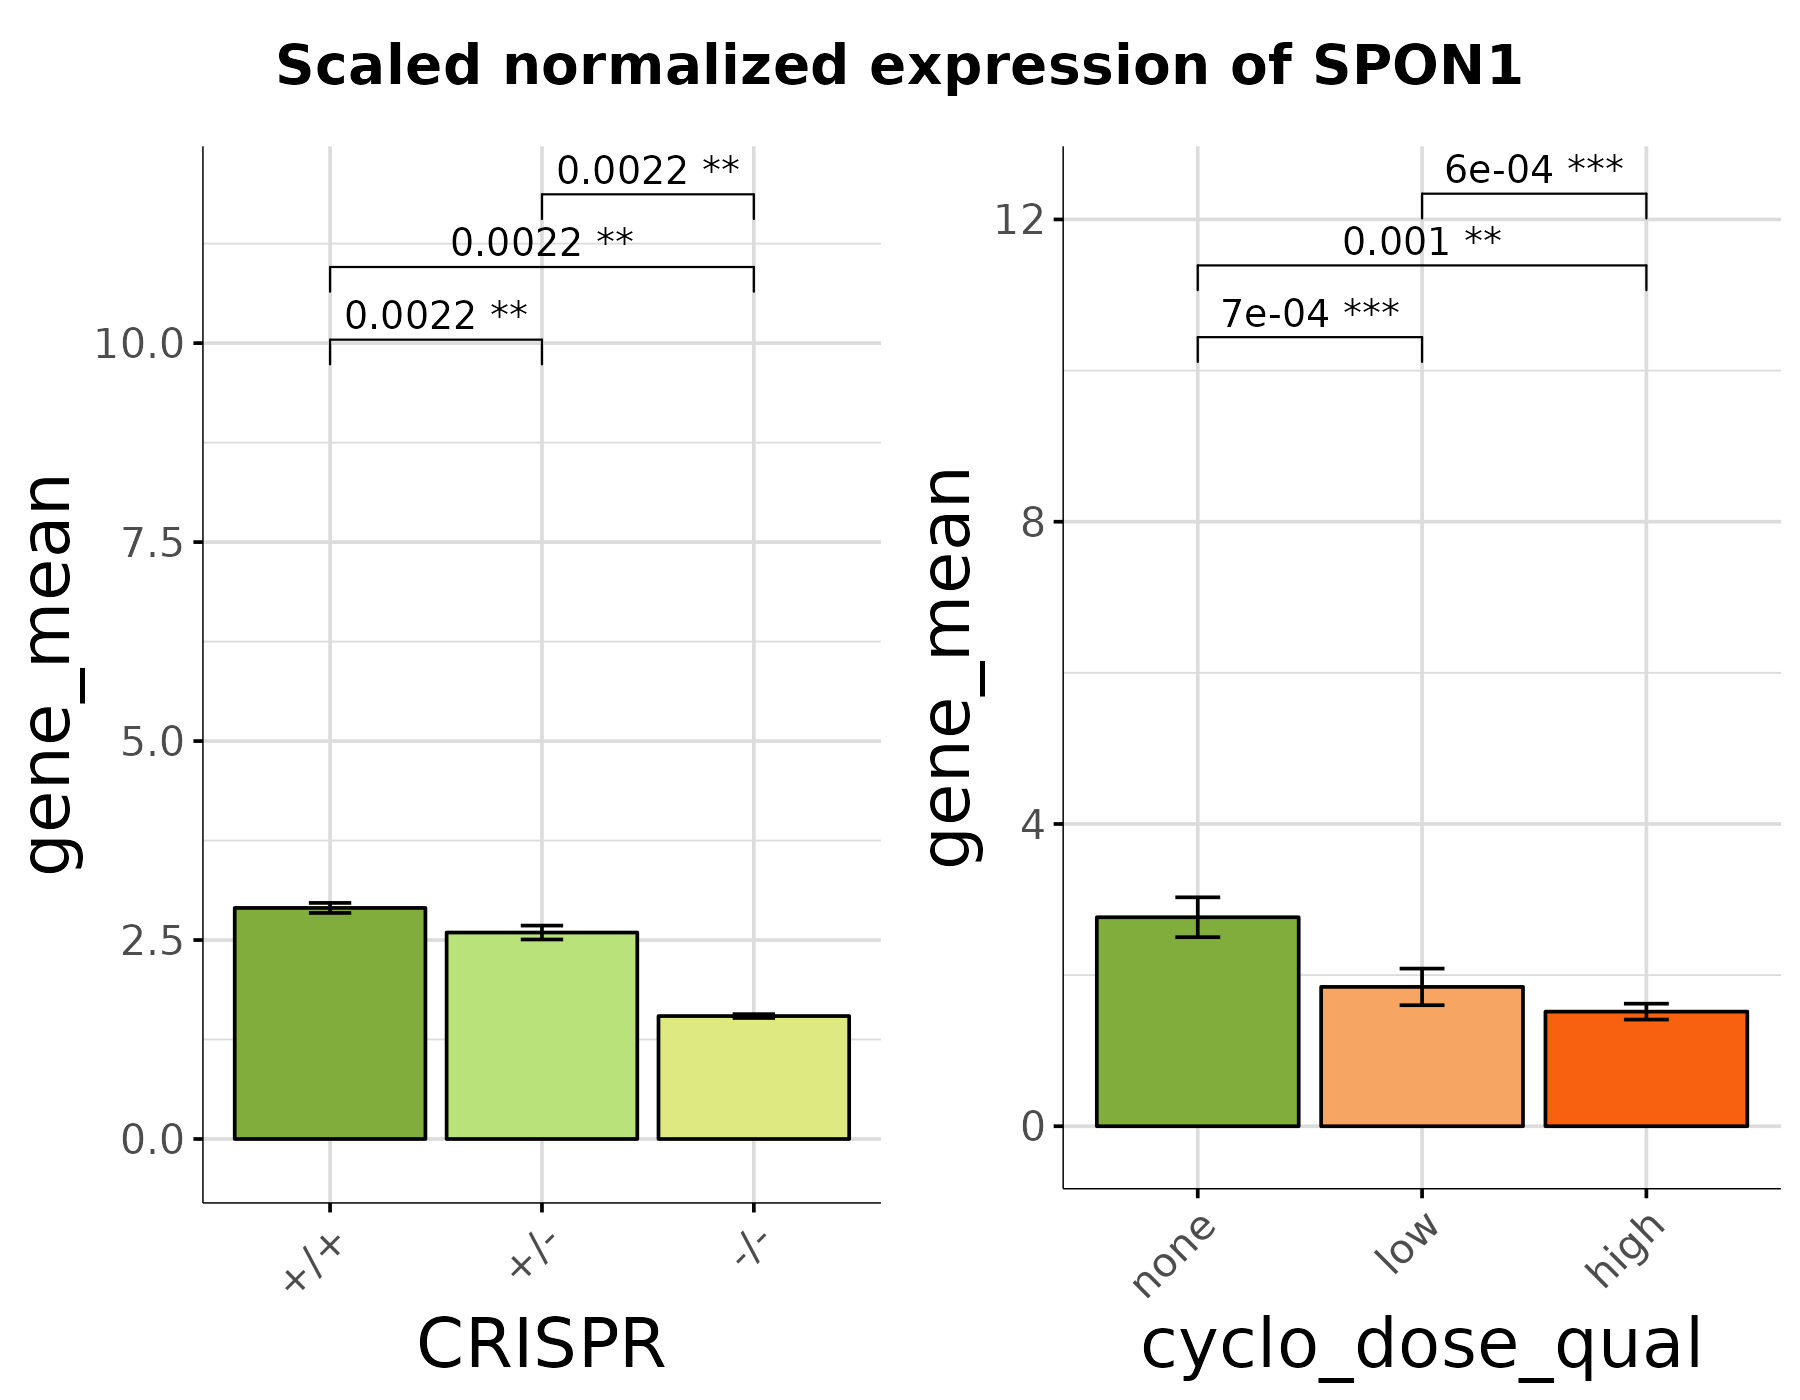 Scaled normalized expression of SPON1
gene_mean
10.0
7.5
5.0
2.5
0.0
0.0022 **
0.0022 **
0.0022 **
+/+
+/-
-/-
CRISPR
gene_mean
12
8
4
0
6e-04 ***
0.001 **
7e-04 ***
none
low
high
cyclo_dose_qual